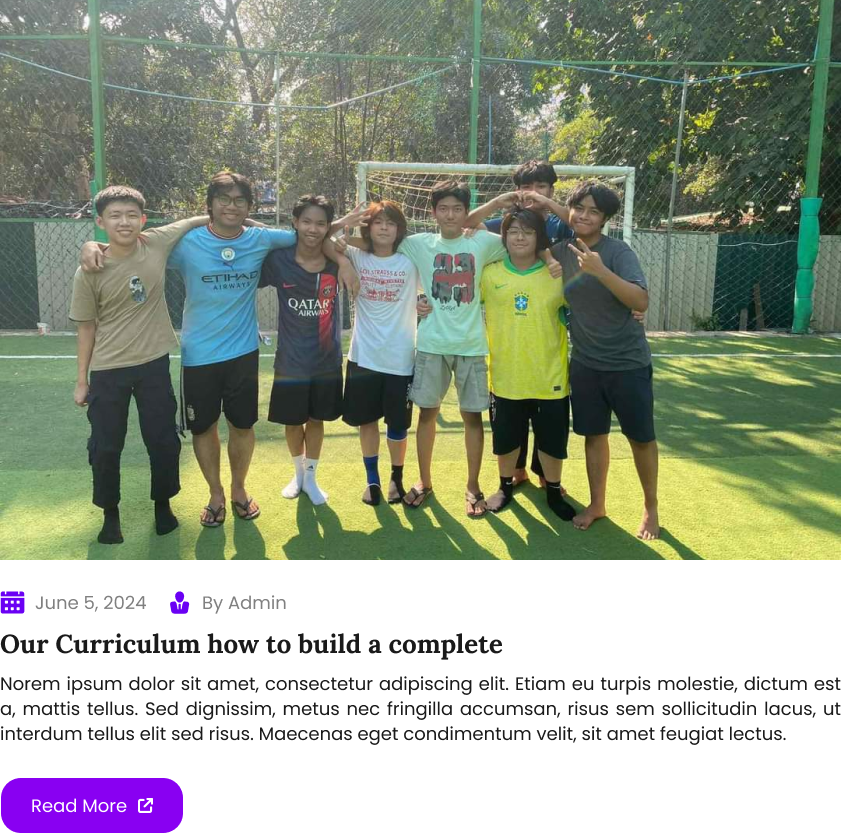 ETIHAD
AIRWAYS
QATAR
AIRWAYS
BRASIL
June 5, 2024 By Admin
Our Curriculum how to build a complete
Norem ipsum dolor sit amet, consectetur adipiscing elit. Etiam eu turpis molestie, dictum est
a, mattis tellus. Sed dignissim, metus nec fringilla accumsan, risus sem sollicitudin lacus, ut
interdum tellus elit sed risus. Maecenas eget condimentum velit, sit amet feugiat lectus.
Read More